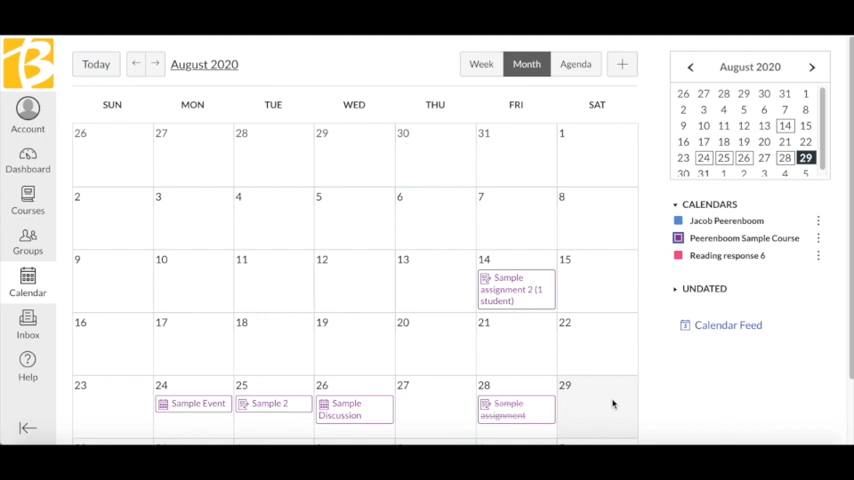 B
Account
Dashboard
Courses
Groups
Calendar
Inbox
Help
Today
August 2020
Week
Month
Agenda
SUN MON TUE WED THU FRI SAT
26 27 28 29 30 31 1
2 3 4 5 6 7 8
9 10 11 12 13 14 15
Sample
assignment 2 (1
student)
16 17 18 19 20 21 22
23 24 25 26 27 28 29
Sample Event
Sample 2
Sample
Discussion
Sample
assignment
August 2020
26 27 28 29 30 31 1
2 3 4 5 6 7 8
9 10 11 12 13 14 15
16 17 18 19 20 21 22
23 24 25 26 27 28 29
30 31 1 2 3 4 5
CALENDARS
Jacob Peerenboom
Peerenboom Sample Course
Reading response 6
UNDATED
Calendar Feed